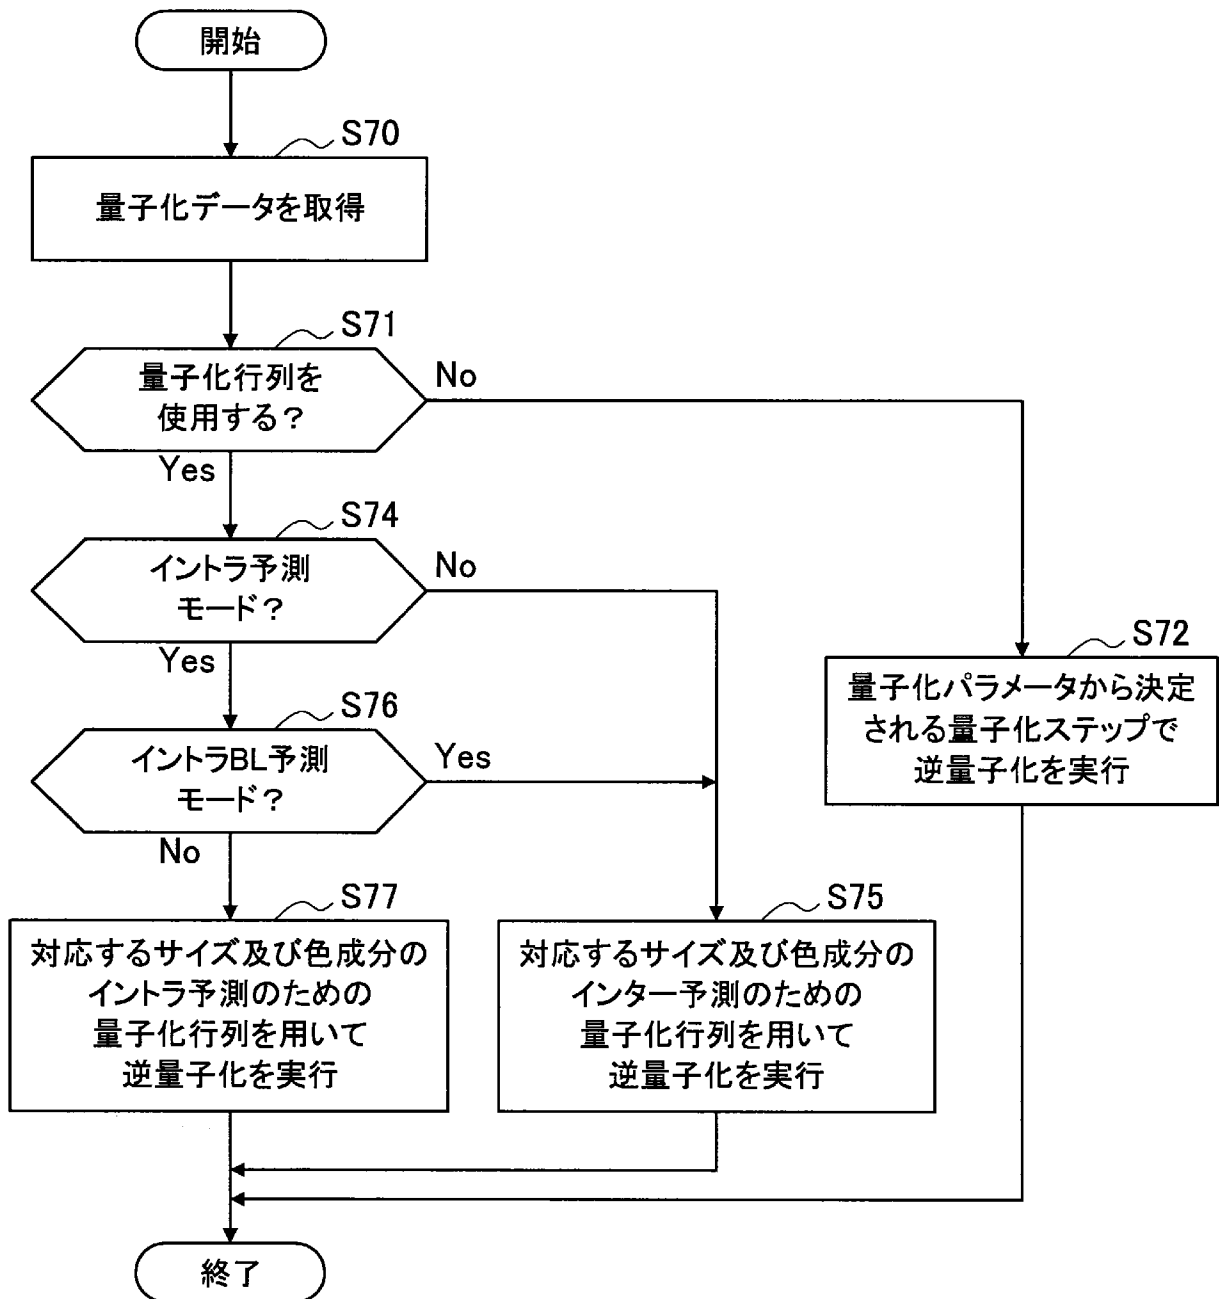 開始
S70
量子化データを取得
S71
量子化行列を
使用する?
No
Yes
S74
イントラ予測
モード?
No
Yes
S72
量子化パラメータから決定
される量子化ステップで
逆量子化を実行
S76
イントラBL予測
モード?
Yes
No
S77
対応するサイズ及び色成分の
イントラ予測のための
量子化行列を用いて
逆量子化を実行
S75
対応するサイズ及び色成分の
インター予測のための
量子化行列を用いて
逆量子化を実行
終了